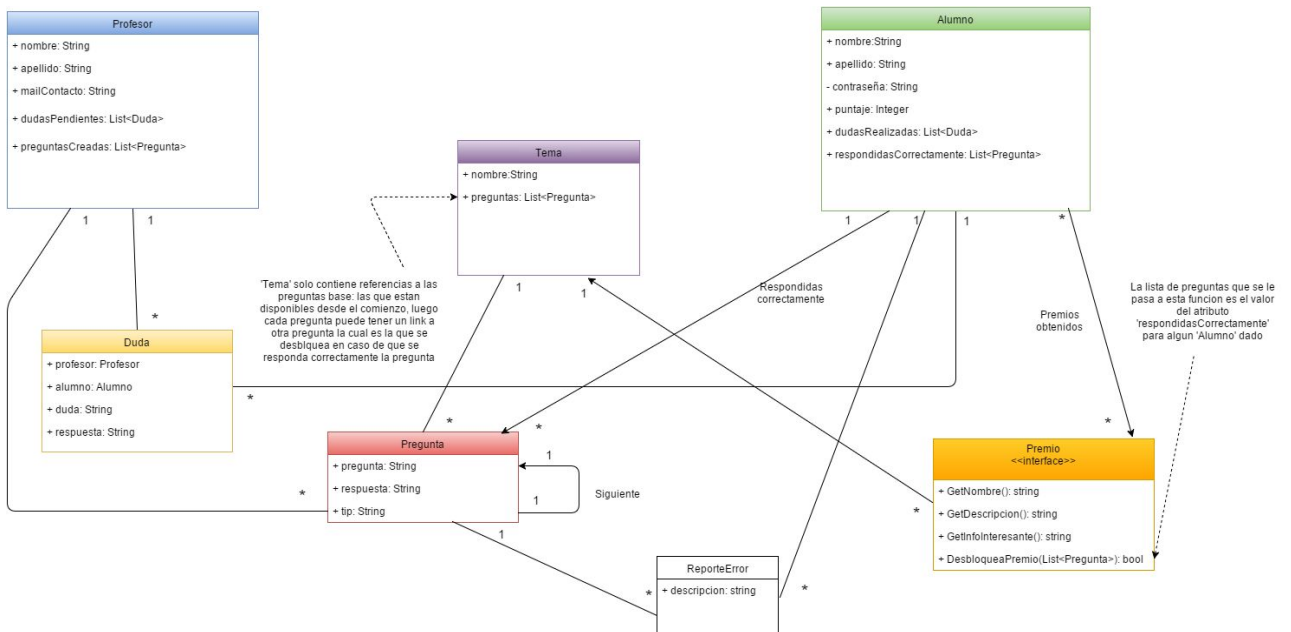 Profesor
+ nombre: String
+ apellido: String
+ mailContacto: String
+ dudasPendientes: List<Duda>
+ preguntasCreadas: List<Pregunta>
1
1
Alumno
+ nombre:String
+ apellido: String
- contraseña: String
+ puntaje: Integer
+ dudasRealizadas: List<Duda>
+ respondidasCorrectamente: List<Pregunta>
1
1
1
*
Tema
+ nombre:String
+ preguntas: List<Pregunta>
1
1
'Tema' solo contiene referencias a las
preguntas base: las que estan
disponibles desde el comienzo, luego
cada pregunta puede tener un link a
otra pregunta la cual es la que se
desblquea en caso de que se
responda correctamente la pregunta
Respondidas
correctamente
Premios
obtenidos
La lista de preguntas que se le
pasa a esta funcion es el valor
del atributo
'respondidasCorrectamente'
para algun 'Alumno' dado
*
Duda
+ profesor: Profesor
+ alumno: Alumno
+ duda: String
+ respuesta: String
*
*
*
*
Pregunta
+ pregunta: String
+ respuesta: String
+ tip: String
*
1
1
Siguiente
1
*
Premio
<<interface>>
+ GetNombre(): string
+ GetDescripcion(): string
+ GetInfoInteresante(): string
+ DesbloqueaPremio(List<Pregunta>): bool
ReporteError
+ descripcion: string
*
*